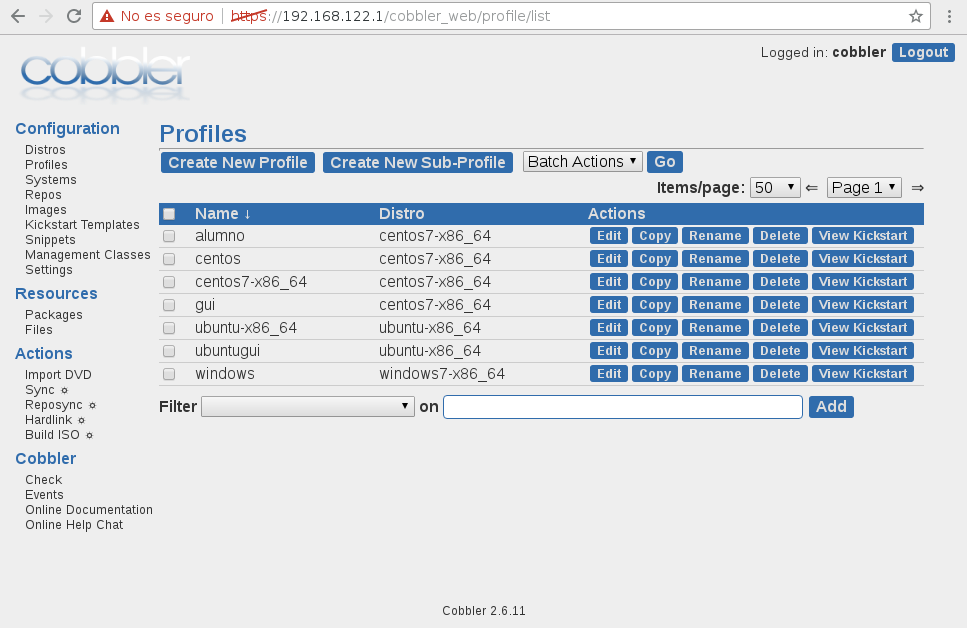 No es seguro https://192.168.122.1/cobbler_web/profile/list
Logged in: cobbler Logout
cobbler
Configuration
Distros
Profiles
Systems
Repos
Images
Kickstart Templates
Snippets
Management Classes
Settings
Resources
Packages
Files
Actions
Import DVD
Sync
Reposync
Hardlink
Build ISO
Cobbler
Check
Events
Online Documentation
Online Help Chat
Profiles
Create New Profile Create New Sub-Profile Batch Actions Go
Items/page: 50 ⇐ Page 1 ⇒
Name ↓ Distro Actions
alumno centos7-x86_64 Edit Copy Rename Delete View Kickstart
centos centos7-x86_64 Edit Copy Rename Delete View Kickstart
centos7-x86_64 centos7-x86_64 Edit Copy Rename Delete View Kickstart
gui centos7-x86_64 Edit Copy Rename Delete View Kickstart
ubuntu-x86_64 ubuntu-x86_64 Edit Copy Rename Delete View Kickstart
ubuntugui ubuntu-x86_64 Edit Copy Rename Delete View Kickstart
windows windows7-x86_64 Edit Copy Rename Delete View Kickstart
Filter on Add
Cobbler 2.6.11